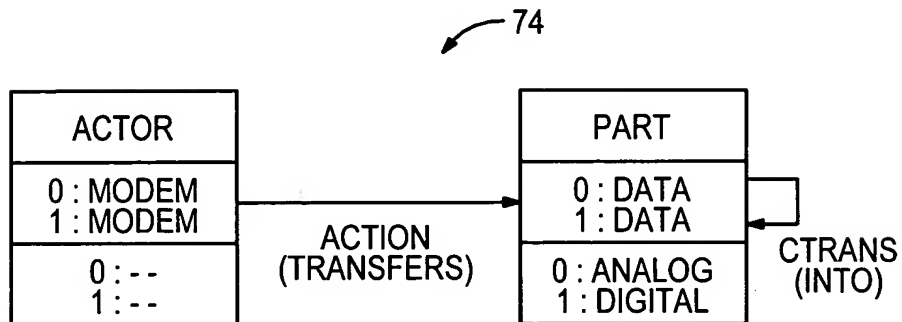 74
ACTOR
0 : MODEM
1 : MODEM
0 : --
1 : --
ACTION
(TRANSFERS)
PART
0 : DATA
1 : DATA
0 : ANALOG
1 : DIGITAL
CTRANS
(INTO)